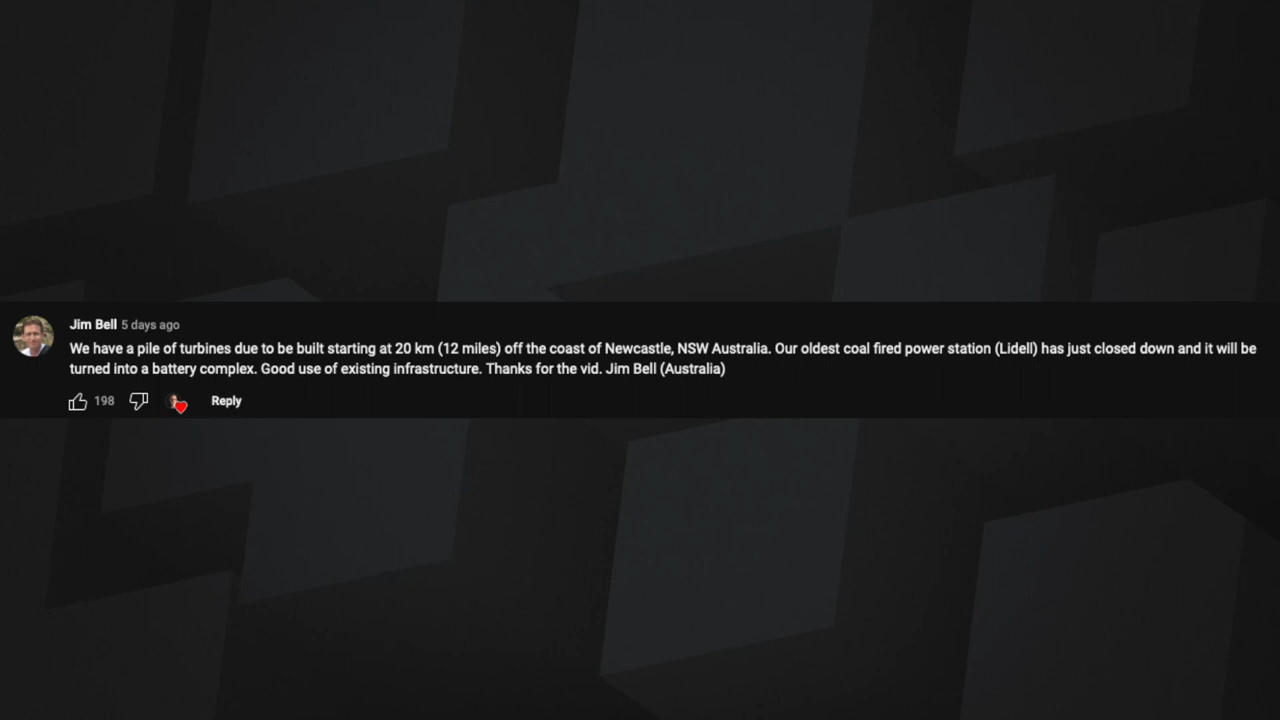 Jim Bell 5 days ago
We have a pile of turbines due to be built starting at 20 km (12 miles) off the coast of Newcastle, NSW Australia. Our oldest coal fired power station (Lidell) has just closed down and it will be
turned into a battery complex. Good use of existing infrastructure. Thanks for the vid. Jim Bell (Australia)
198 Reply